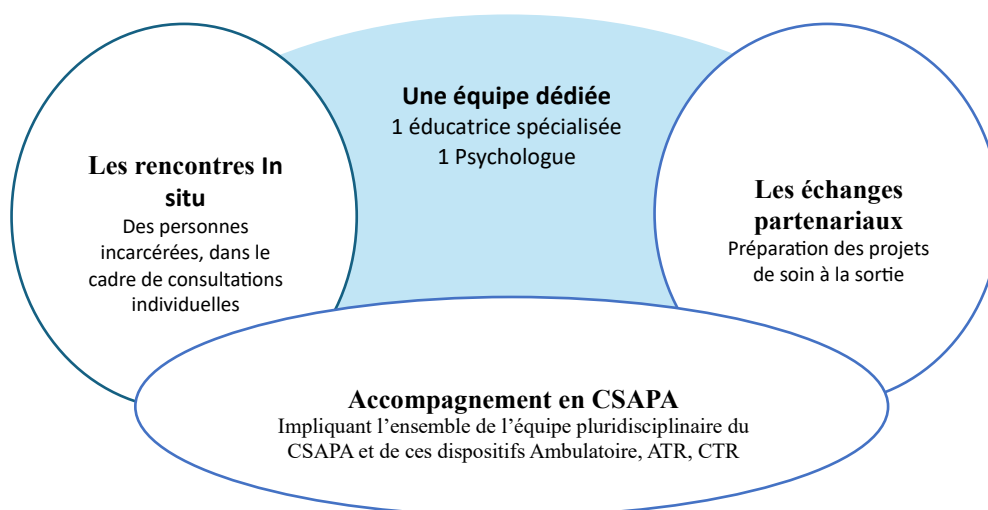 Une équipe dédiée
1 éducatrice spécialisée
1 Psychologue
Les rencontres In
situ
Des personnes
incarcérées, dans le
cadre de consultations
individuelles
Les échanges
partenariaux
Préparation des projets
de soin à la sortie
Accompagnement en CSAPA
Impliquant l’ensemble de l’équipe pluridisciplinaire du
CSAPA et de ces dispositifs Ambulatoire, ATR, CTR